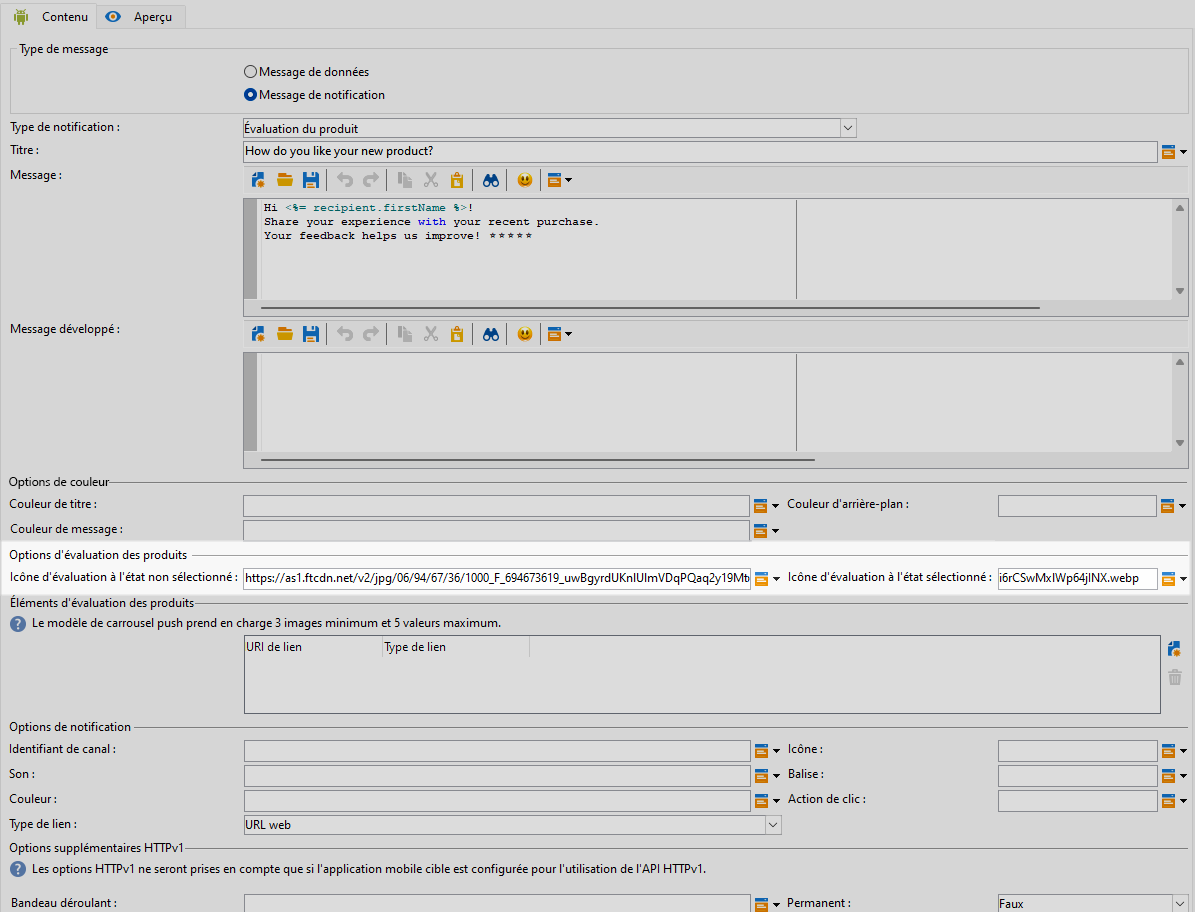 Contenu Aperçu
Type de message
Message de données
Message de notification
Type de notification : Évaluation du produit
Titre : How do you like your new product?
Message :
Hi <%= recipient.firstName %>!
Share your experience with your recent purchase.
Your feedback helps us improve! ★★★★★
Message développé :
Options de couleur
Couleur de titre : Couleur d'arrière-plan :
Couleur de message :
Options d'évaluation des produits
Icône d'évaluation à l'état non sélectionné : https://as1.ftcdn.net/v2/jpg/06/94/67/36/1000_F_694673619_uwBgyrdUKnIUImVDqPQaq2y19Mt Icône d'évaluation à l'état sélectionné : i6rCSwMxIWp64jlNX.webp
Éléments d'évaluation des produits
? Le modèle de carrousel push prend en charge 3 images minimum et 5 valeurs maximum.
URI de lien Type de lien
Options de notification
Identifiant de canal : Icône :
Son : Balise :
Couleur : Action de clic :
Type de lien : URL web
Options supplémentaires HTTPv1
? Les options HTTPv1 ne seront prises en compte que si l'application mobile cible est configurée pour l'utilisation de l'API HTTPv1.
Bandeau déroulant : Permanent : Faux